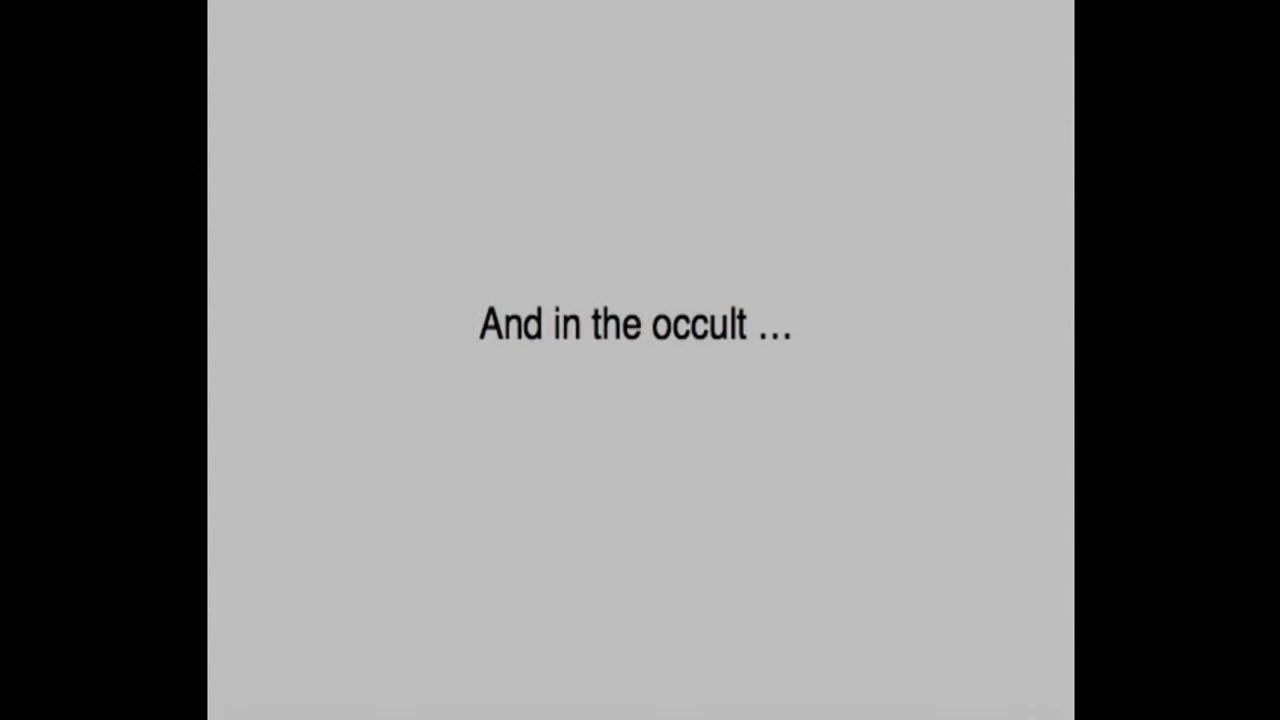 And in the occult ...